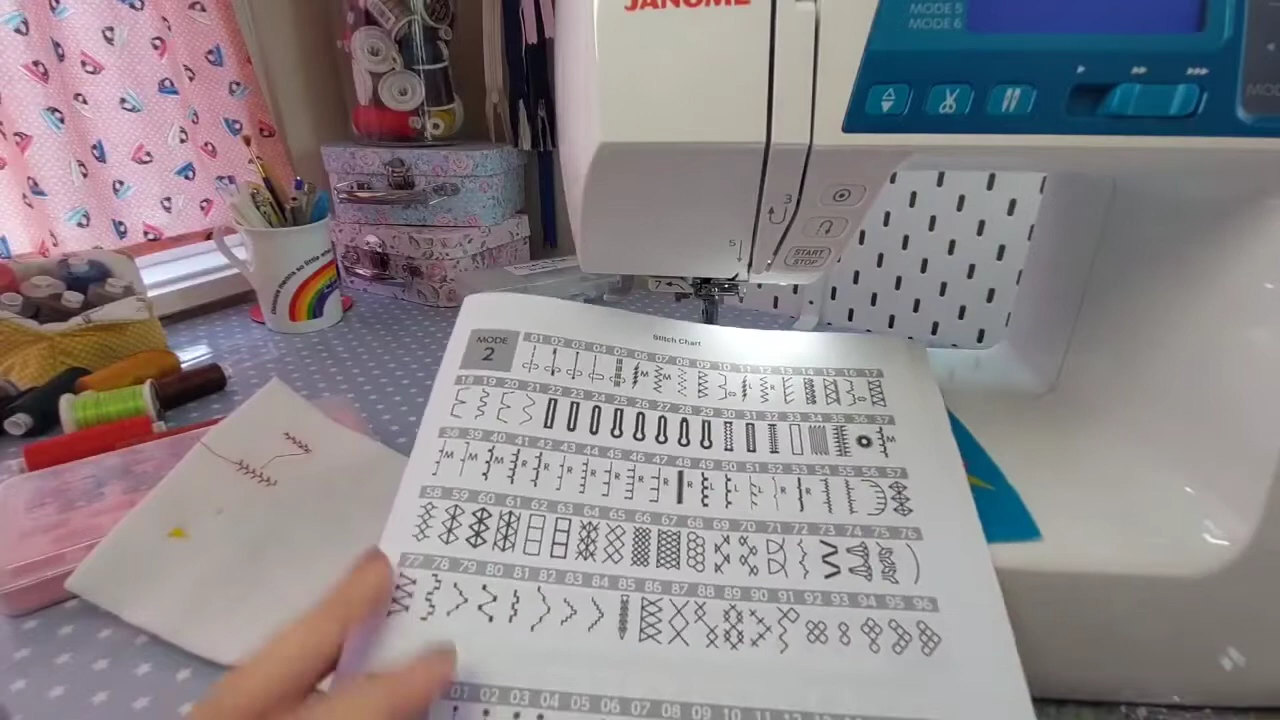 JANOME
MODE 5
MODE 6
3
5
7
START
STOP
Stitch Chart
MODE
2
01 02 03 04 05 06 07 08 09 10 11 12 13 14 15 16 17
M M R
18 19 20 21 22 23 24 25 26 27 28 29 30 31 32 33 34 35 36 37
M
38 39 40 41 42 43 44 45 46 47 48 49 50 51 52 53 54 55 56 57
M M M R R R R R R R R L L L R R
58 59 60 61 62 63 64 65 66 67 68 69 70 71 72 73 74 75 76
77 78 79 80 81 82 83 84 85 86 87 88 89 90 91 92 93 94 95 96
01 02 03 04 05 06 07 08 09 10 11 12